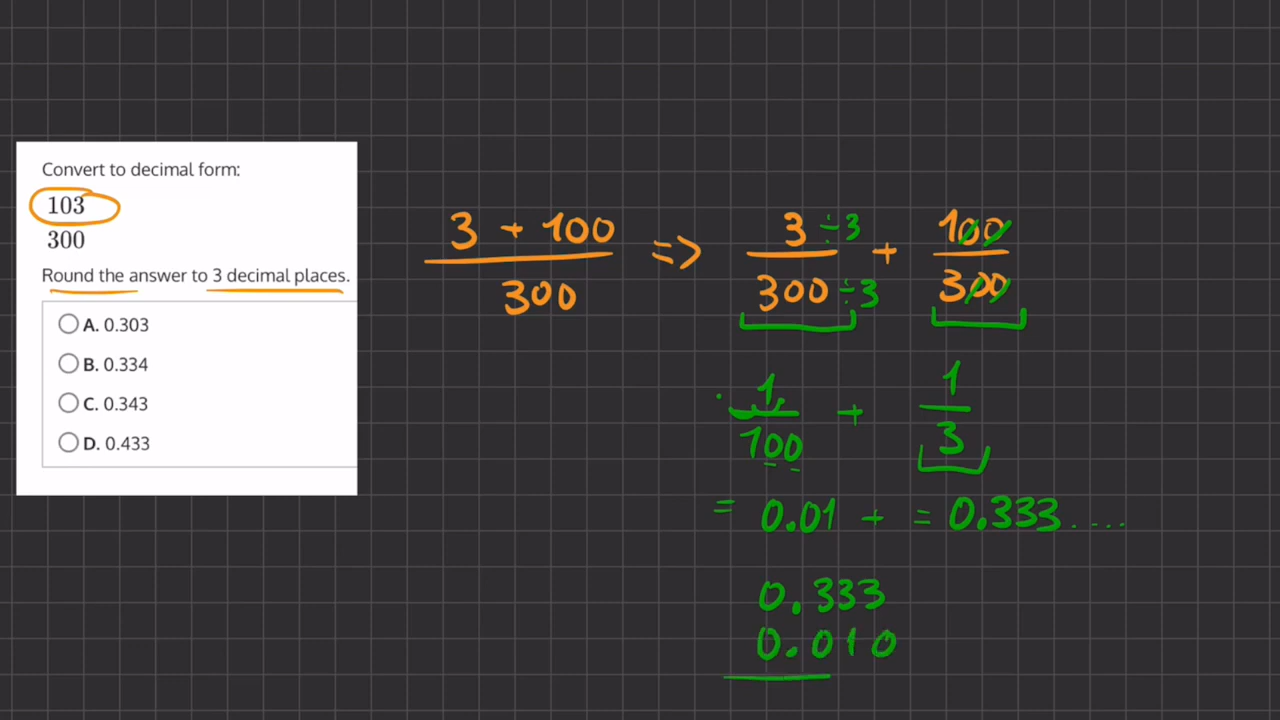 Convert to decimal form:
103
300
Round the answer to 3 decimal places.
A. 0.303
B. 0.334
C. 0.343
D. 0.433
3 + 100
300
=>
3 ÷3
300 ÷3
+
100
300
1
100
+
1
3
= 0.01 + = 0.333....
0.333
0.010